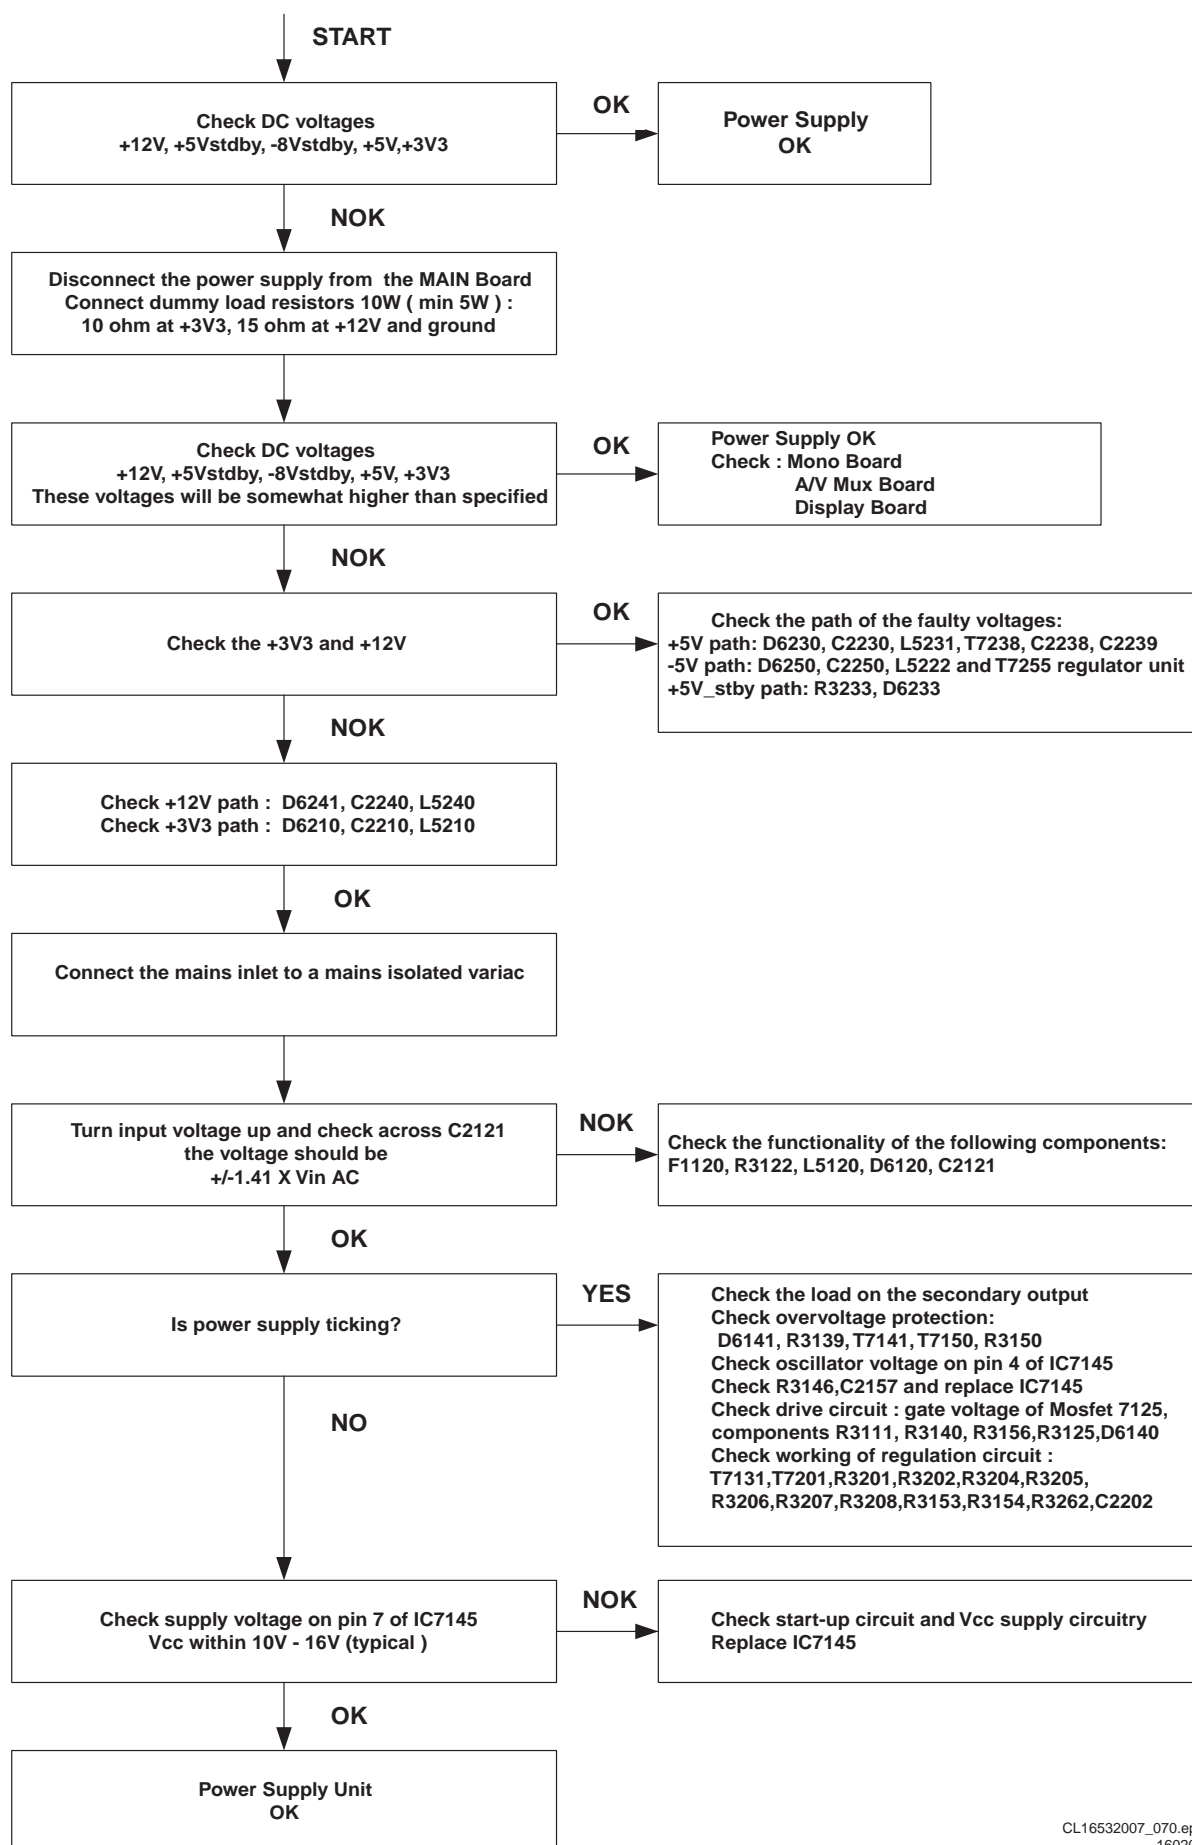 START
Check DC voltages
+12V, +5Vstdby, -8Vstdby, +5V,+3V3
OK
Power Supply
OK
NOK
Disconnect the power supply from the MAIN Board
Connect dummy load resistors 10W ( min 5W ) :
10 ohm at +3V3, 15 ohm at +12V and ground
Check DC voltages
+12V, +5Vstdby, -8Vstdby, +5V, +3V3
These voltages will be somewhat higher than specified
OK
Power Supply OK
Check : Mono Board
A/V Mux Board
Display Board
NOK
Check the +3V3 and +12V
OK
Check the path of the faulty voltages:
+5V path: D6230, C2230, L5231, T7238, C2238, C2239
-5V path: D6250, C2250, L5222 and T7255 regulator unit
+5V_stby path: R3233, D6233
NOK
Check +12V path : D6241, C2240, L5240
Check +3V3 path : D6210, C2210, L5210
OK
Connect the mains inlet to a mains isolated variac
Turn input voltage up and check across C2121
the voltage should be
+/-1.41 X Vin AC
NOK
Check the functionality of the following components:
F1120, R3122, L5120, D6120, C2121
OK
Is power supply ticking?
YES
Check the load on the secondary output
Check overvoltage protection:
D6141, R3139, T7141, T7150, R3150
Check oscillator voltage on pin 4 of IC7145
Check R3146,C2157 and replace IC7145
Check drive circuit : gate voltage of Mosfet 7125,
components R3111, R3140, R3156,R3125,D6140
Check working of regulation circuit :
T7131,T7201,R3201,R3202,R3204,R3205,
R3206,R3207,R3208,R3153,R3154,R3262,C2202
NO
Check supply voltage on pin 7 of IC7145
Vcc within 10V - 16V (typical )
NOK
Check start-up circuit and Vcc supply circuitry
Replace IC7145
OK
Power Supply Unit
OK